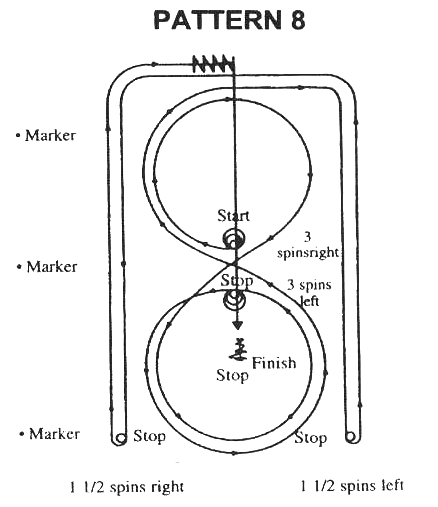 PATTERN 8
• Marker
Start
3
spinsright
• Marker
Stop
3 spins
left
Finish
Stop
• Marker
Stop
Stop
1 1/2 spins right
1 1/2 spins left